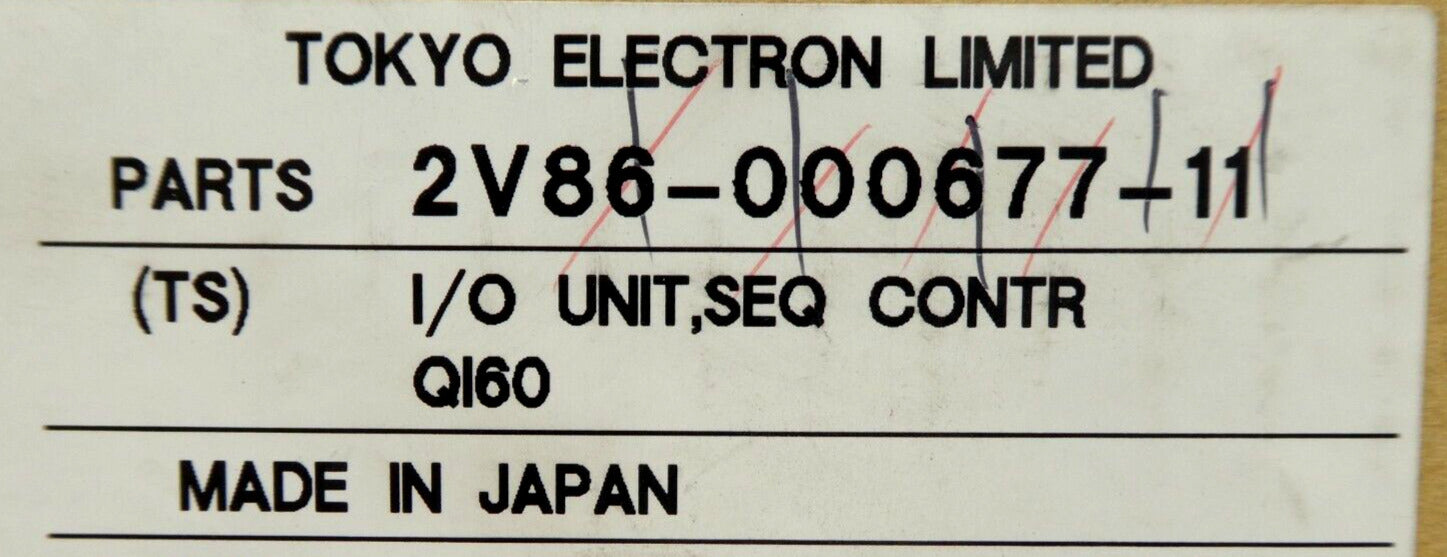 TOKYO ELECTRON LIMITED
PARTS 2V86-000677-11
(TS) I/O UNIT,SEQ CONTR
QI60
MADE IN JAPAN